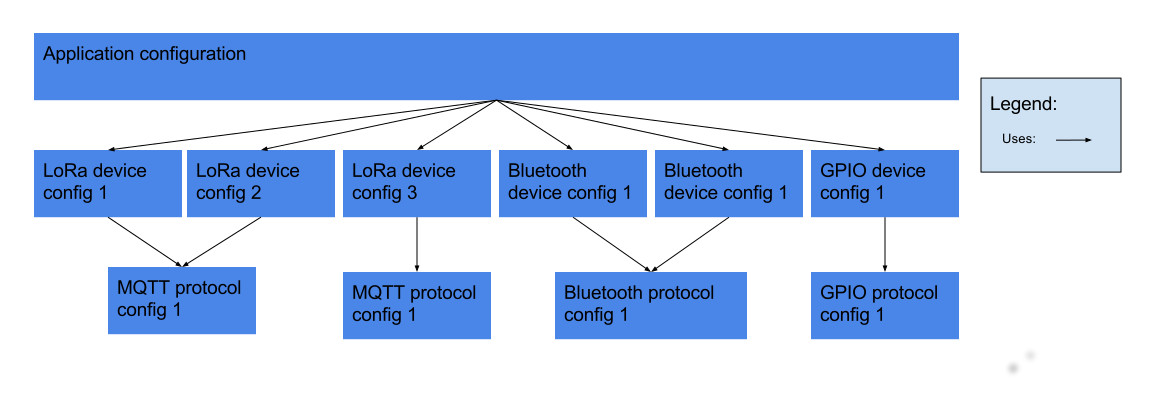 Application configuration
Legend:
Uses:
LoRa device
config 1
LoRa device
config 2
LoRa device
config 3
Bluetooth
device config 1
Bluetooth
device config 1
GPIO device
config 1
MQTT protocol
config 1
MQTT protocol
config 1
Bluetooth protocol
config 1
GPIO protocol
config 1